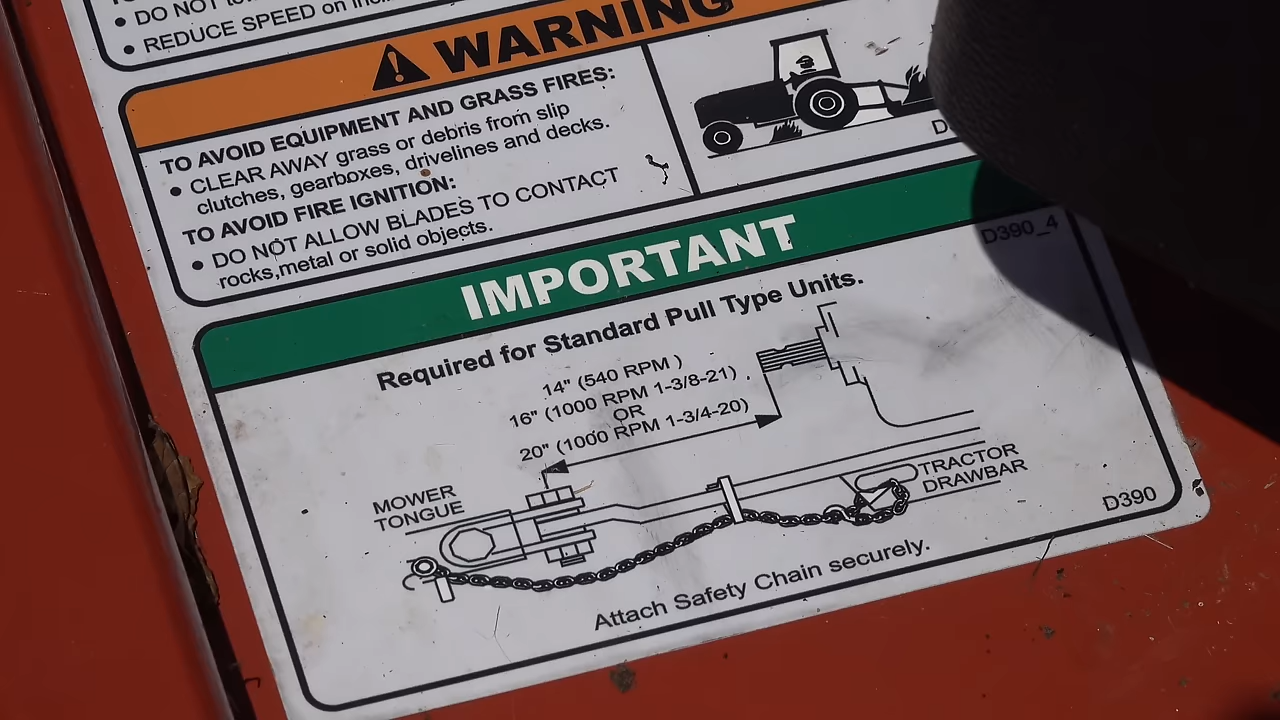 • DO NOT
• REDUCE SPEED on
WARNING
TO AVOID EQUIPMENT AND GRASS FIRES:
• CLEAR AWAY grass or debris from slip
clutches, gearboxes, drivelines and decks.
TO AVOID FIRE IGNITION:
• DO NOT ALLOW BLADES TO CONTACT
rocks,metal or solid objects.
D390_4
IMPORTANT
Required for Standard Pull Type Units.
14" (540 RPM )
16" (1000 RPM 1-3/8-21)
OR
20" (1000 RPM 1-3/4-20)
MOWER
TONGUE
TRACTOR
DRAWBAR
D390
Attach Safety Chain securely.